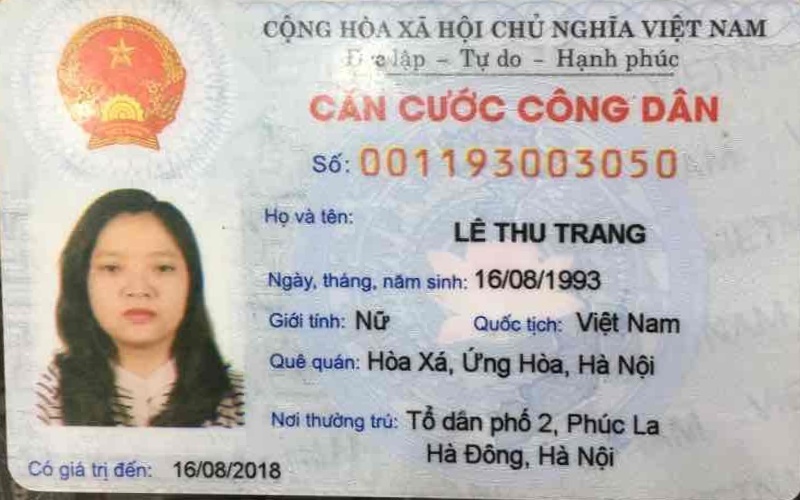 CỘNG HÒA XÃ HỘI CHỦ NGHĨA VIỆT NAM
lập - Tự do - Hạnh phúc
CĂN CƯỚC CÔNG DÂN
Số: 001193003050
Họ và tên:
LÊ THU TRANG
Ngày, tháng, năm sinh: 16/08/1993
Giới tính: Nữ Quốc tịch: Việt Nam
Quê quán: Hòa Xá, Ứng Hòa, Hà Nội
Nơi thường trú: Tổ dân phố 2, Phúc La
Hà Đông, Hà Nội
Có giá trị đến: 16/08/2018